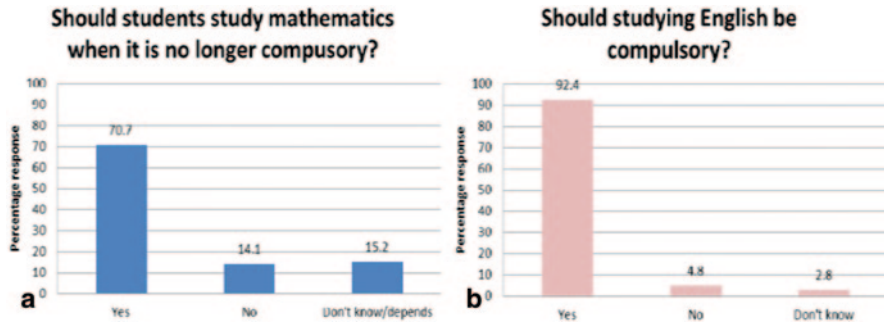 Should students study mathematics
when it is no longer compusory?
Percentage response
100
90
80
70
60
50
40
30
20
10
0
70.7
14.1
15.2
Yes
No
Don't know/depends
a
Should studying English be
compulsory?
Percentage response
100
90
80
70
60
50
40
30
20
10
0
92.4
4.8
2.8
Yes
No
Don't know
b